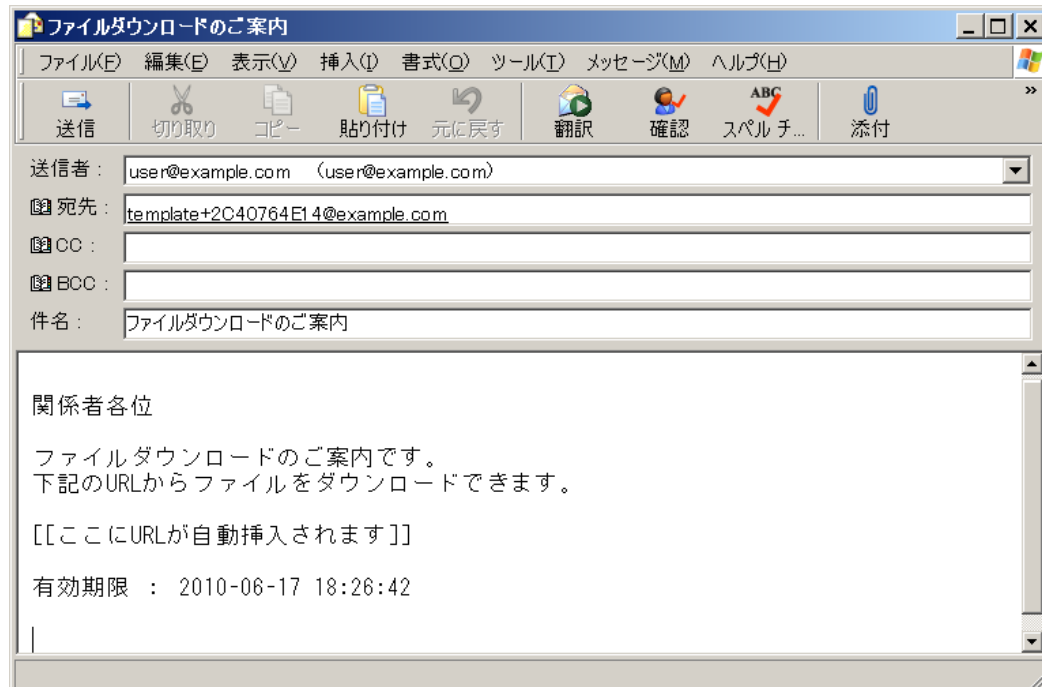 ファイルダウンロードのご案内
ファイル(F) 編集(E) 表示(V) 挿入(I) 書式(O) ツール(T) メッセージ(M) ヘルプ(H)
送信 切り取り コピー 貼り付け 元に戻す 翻訳 確認 スペル チ... 添付 »
送信者: user@example.com (user@example.com)
宛先: template+2C40764E14@example.com
CC:
BCC:
件名: ファイルダウンロードのご案内
関係者各位
ファイルダウンロードのご案内です。
下記のURLからファイルをダウンロードできます。
[[ここにURLが自動挿入されます]]
有効期限 : 2010-06-17 18:26:42